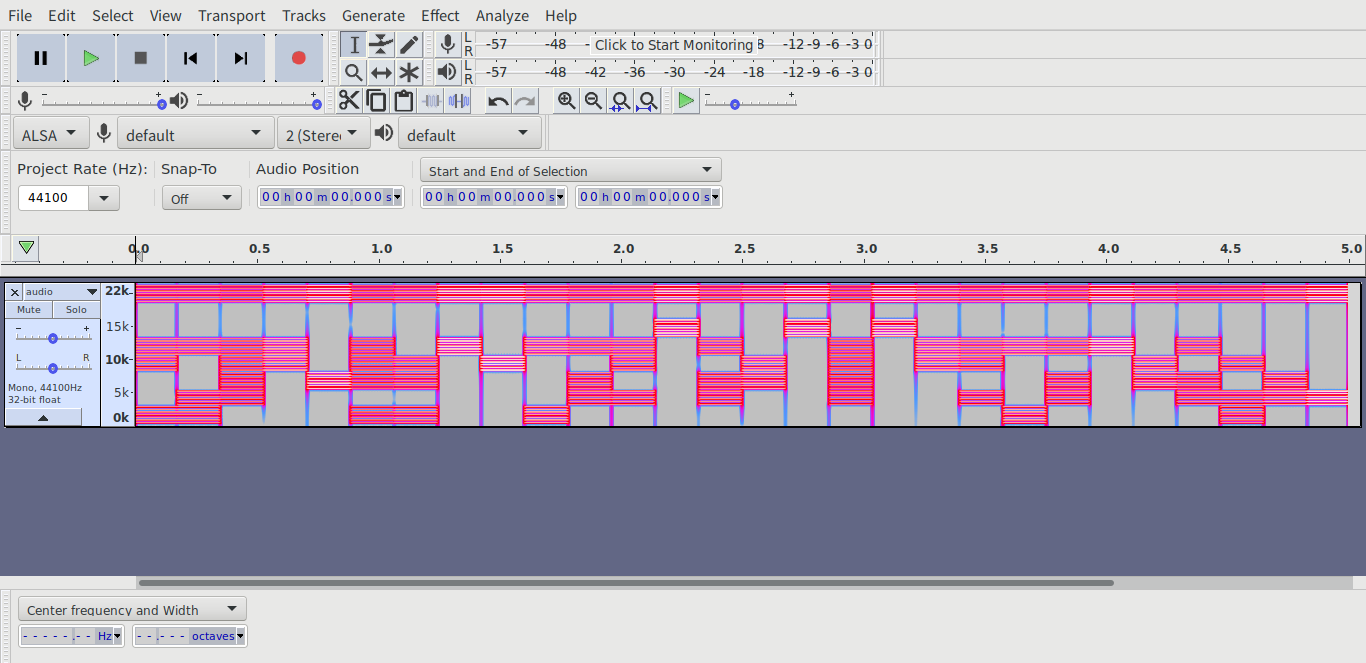 File Edit Select View Transport Tracks Generate Effect Analyze Help
L -57 -48 Click to Start Monitoring -12 -9 -6 -3 0
R
L -57 -48 -42 -36 -30 -24 -18 -12 -9 -6 -3 0
R
ALSA default 2 (Stere default
Project Rate (Hz): Snap-To Audio Position Start and End of Selection
44100 Off 00 h 00 m 00.000 s 00 h 00 m 00.000 s 00 h 00 m 00.000 s
0.0 0.5 1.0 1.5 2.0 2.5 3.0 3.5 4.0 4.5 5.0
x audio 22k
Mute Solo
- + 15k
L R 10k
Mono, 44100Hz 5k
32-bit float
0k
Center frequency and Width
- - - - - . - - Hz - - . - - - octaves